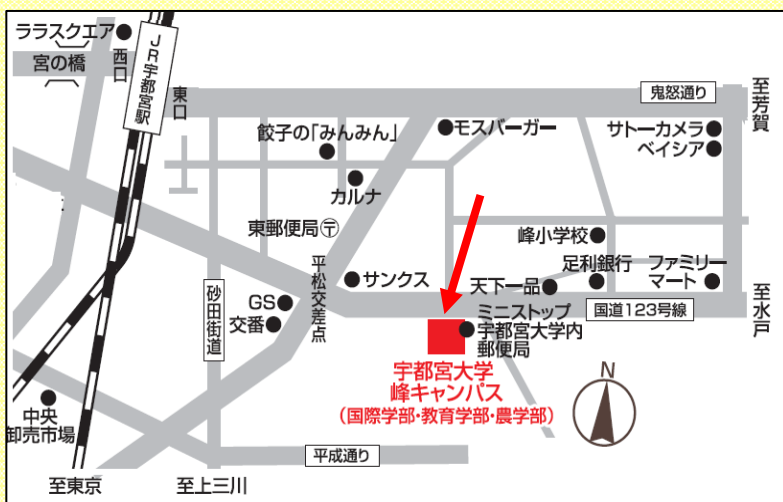 ララスクエア
宮の橋
西口
JR宇都宮駅
東口
鬼怒通り
至芳賀
餃子の「みんみん」
モスバーガー
サトーカメラ
ベイシア
カルナ
東郵便局〒
峰小学校
平松交差点
サンクス
天下一品
足利銀行
ファミリー
マート
砂田街道
GS
交番
国道123号線
至水戸
ミニストップ
宇都宮大学内
郵便局
宇都宮大学
峰キャンパス
(国際学部・教育学部・農学部)
N
中央
卸売市場
平成通り
至東京
至上三川